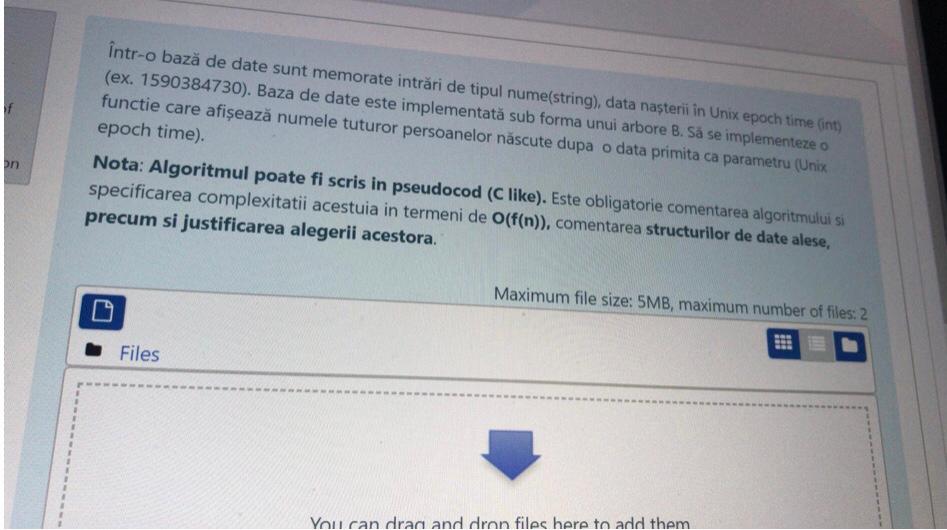 Într-o bază de date sunt memorate intrări de tipul nume(string), data nașterii în Unix epoch time (int)
(ex. 1590384730). Baza de date este implementată sub forma unui arbore B. Să se implementeze o
functie care afișează numele tuturor persoanelor născute dupa o data primita ca parametru (Unix
epoch time).
Nota: Algoritmul poate fi scris in pseudocod (C like). Este obligatorie comentarea algoritmului si
specificarea complexitatii acestuia in termeni de O(f(n)), comentarea structurilor de date alese,
precum si justificarea alegerii acestora.
Maximum file size: 5MB, maximum number of files: 2
Files
You can drag and drop files here to add them
of
on